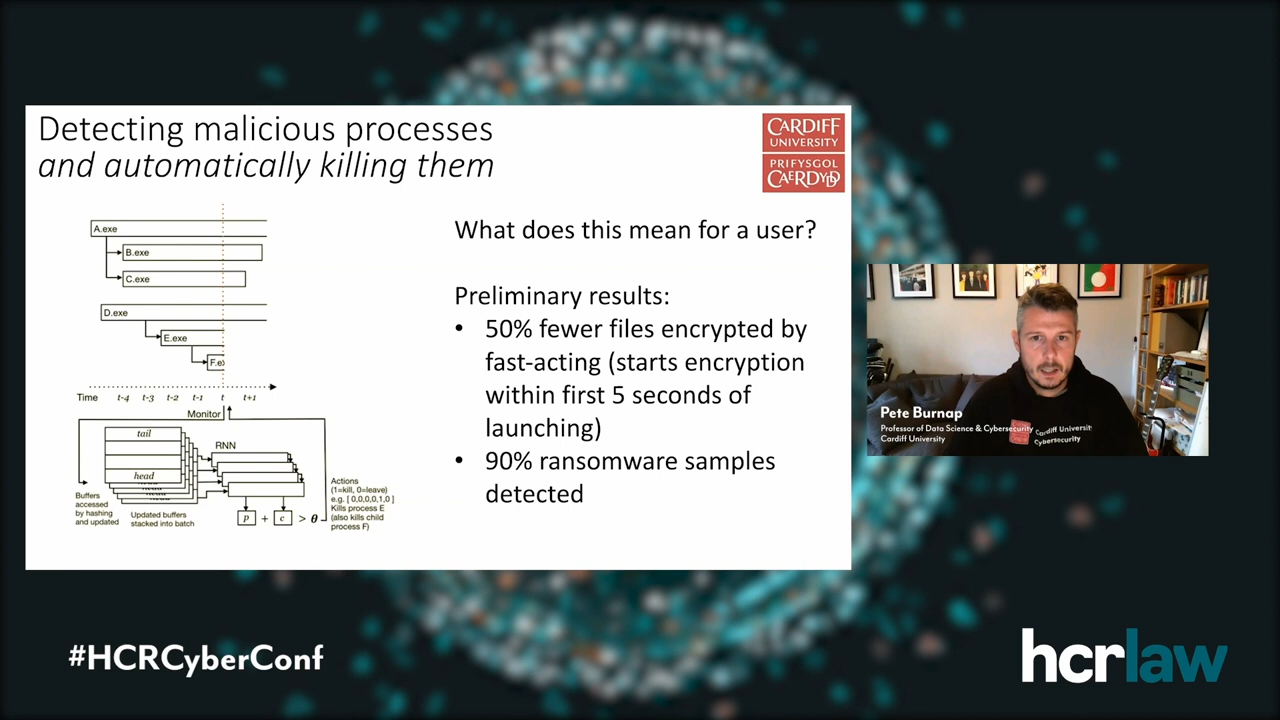 Detecting malicious processes
and automatically killing them
CARDIFF
UNIVERSITY
PRIFYSGOL
CAERDYDD
A.exe
B.exe
C.exe
D.exe
E.exe
F.ex
Time t-4 t-3 t-2 t-1 t t+1
Monitor
tail
head
RNN
Buffers
accessed
by hashing
and updated
Updated buffers
stacked into batch
p + c > θ
Actions
(1=kill, 0=leave)
e.g. [ 0,0,0,0,1,0 ]
Kills process E
(also kills child
process F)
What does this mean for a user?
Preliminary results:
• 50% fewer files encrypted by
fast-acting (starts encryption
within first 5 seconds of
launching)
• 90% ransomware samples
detected
Pete Burnap
Professor of Data Science & Cybersecurity
Cardiff University
Cardiff University
Cybersecurity
#HCRCyberConf
hcrlaw